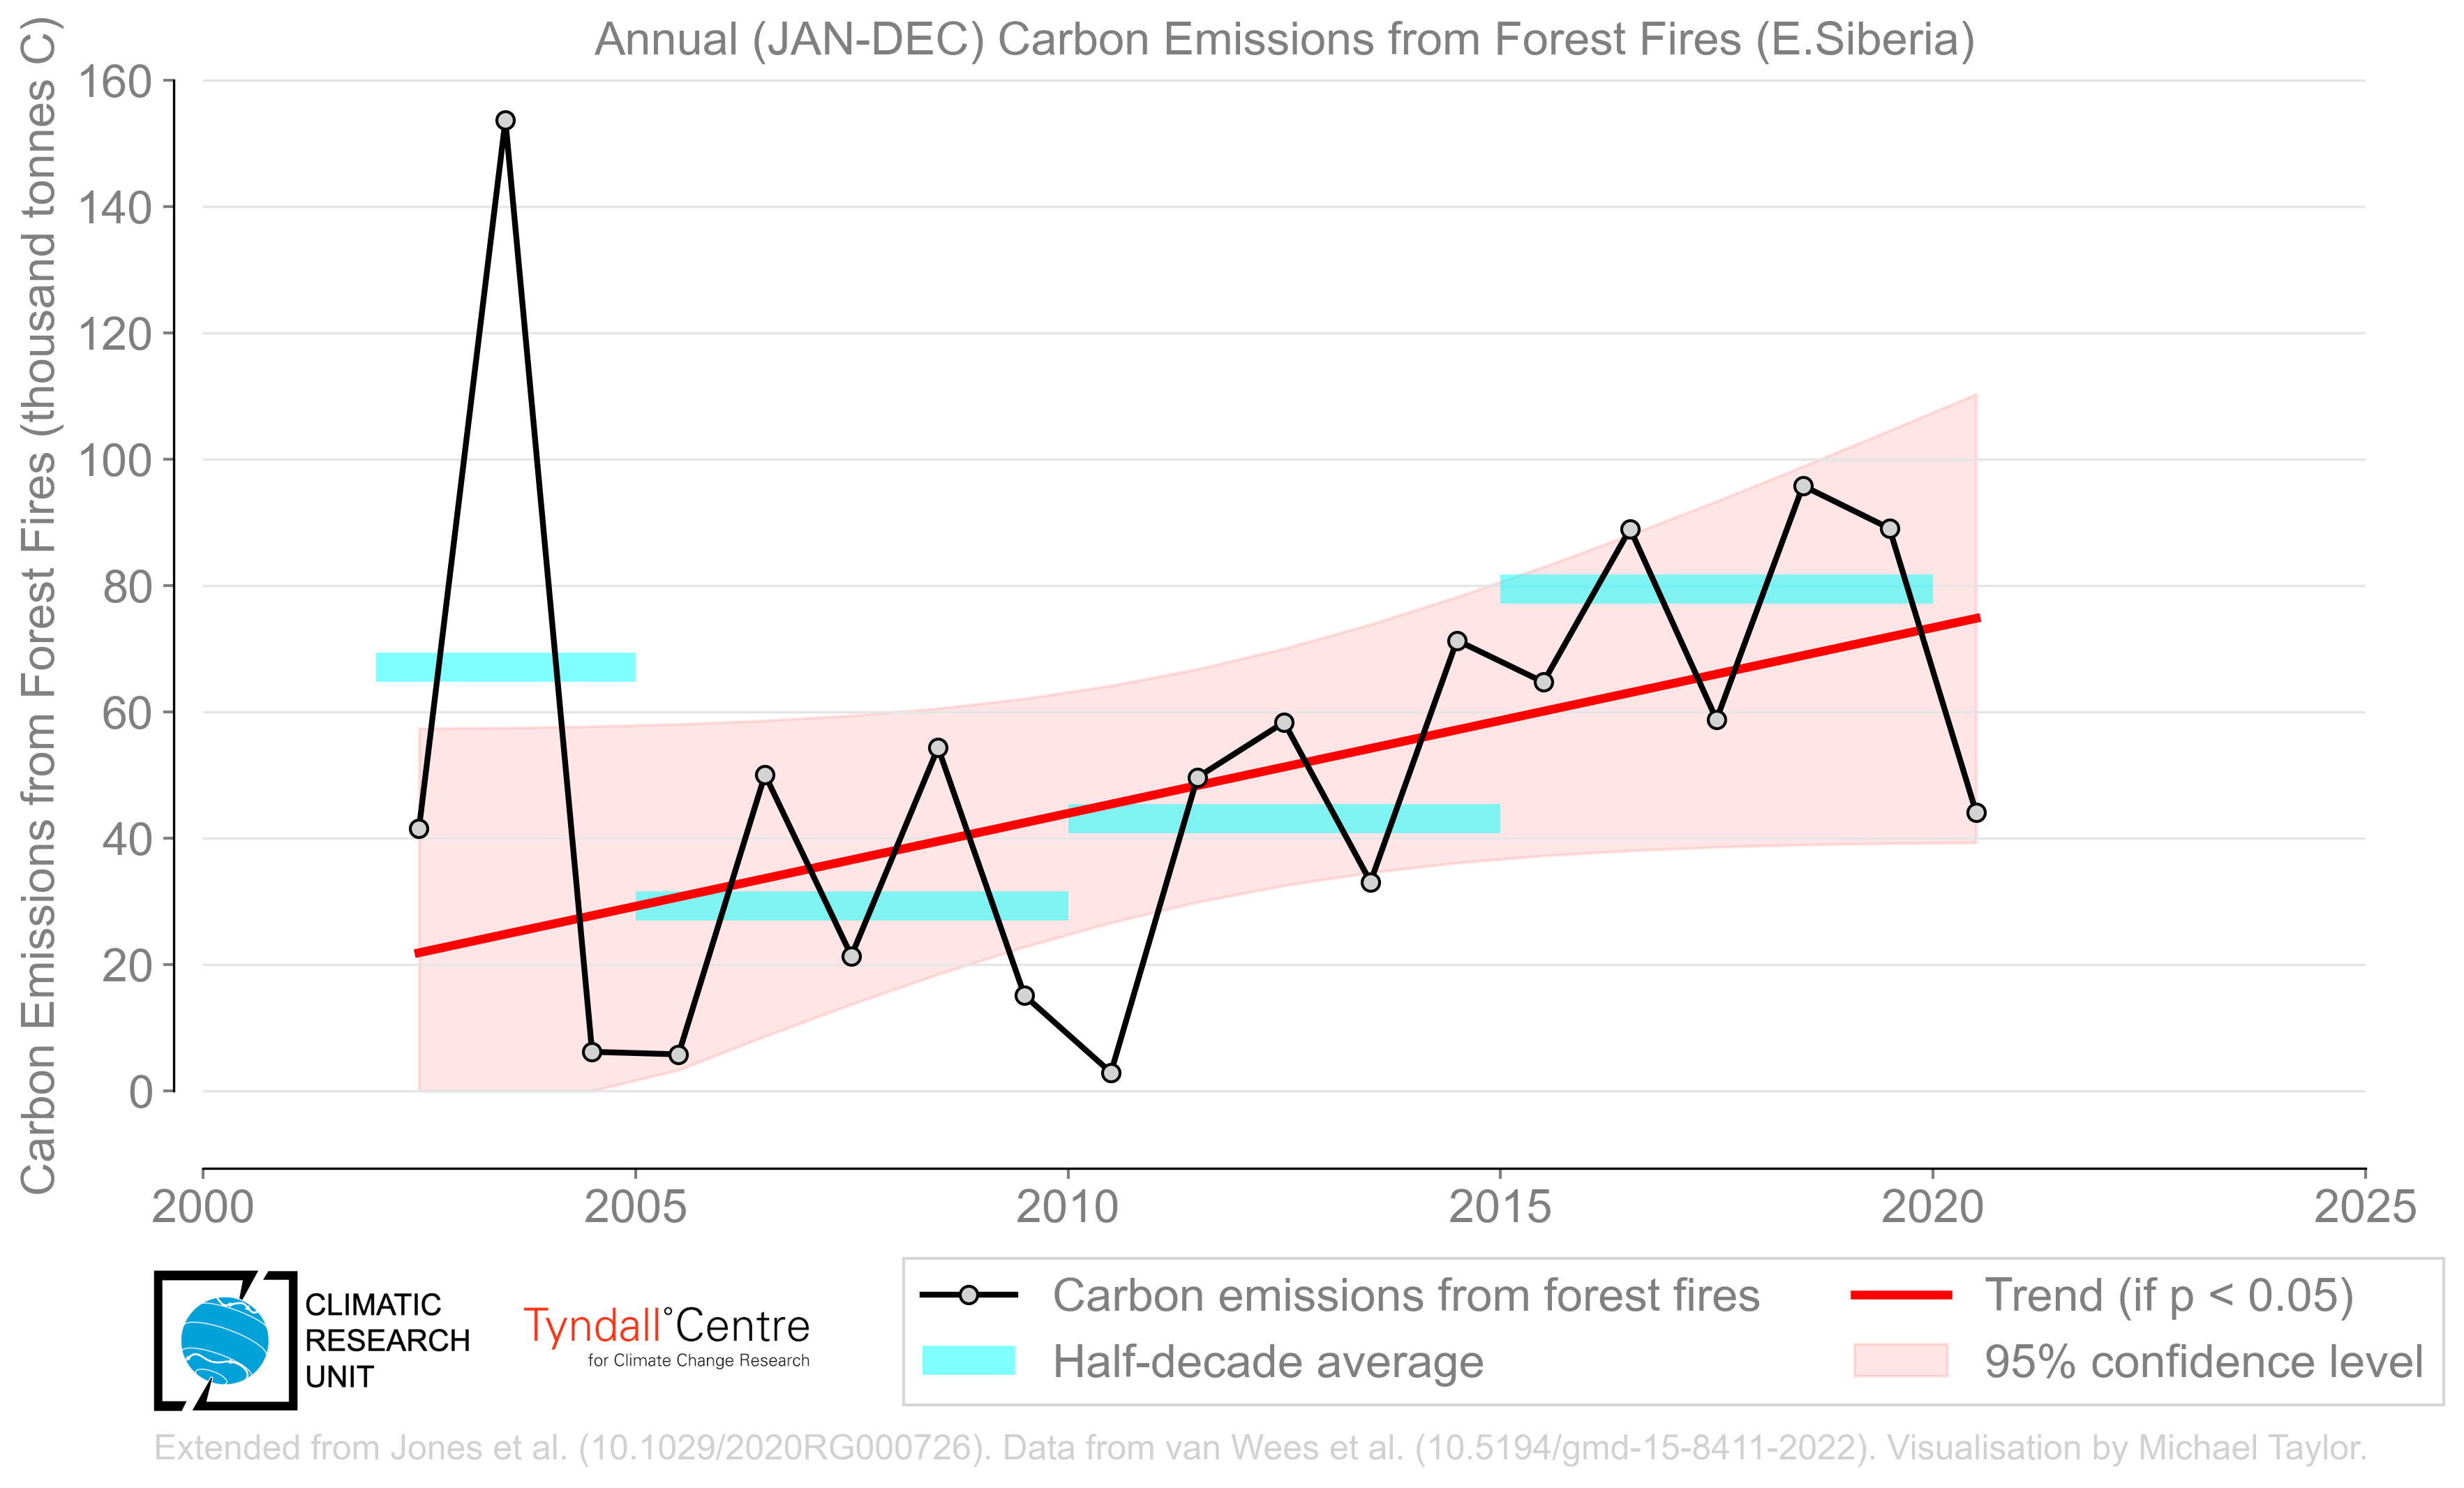 Annual (JAN-DEC) Carbon Emissions from Forest Fires (E.Siberia)
Carbon Emissions from Forest Fires (thousand tonnes C)
160
140
120
100
80
60
40
20
0
2000 2005 2010 2015 2020 2025
CLIMATIC
RESEARCH
UNIT
Tyndall°Centre
for Climate Change Research
Carbon emissions from forest fires
Half-decade average
Trend (if p < 0.05)
95% confidence level
Extended from Jones et al. (10.1029/2020RG000726). Data from van Wees et al. (10.5194/gmd-15-8411-2022). Visualisation by Michael Taylor.